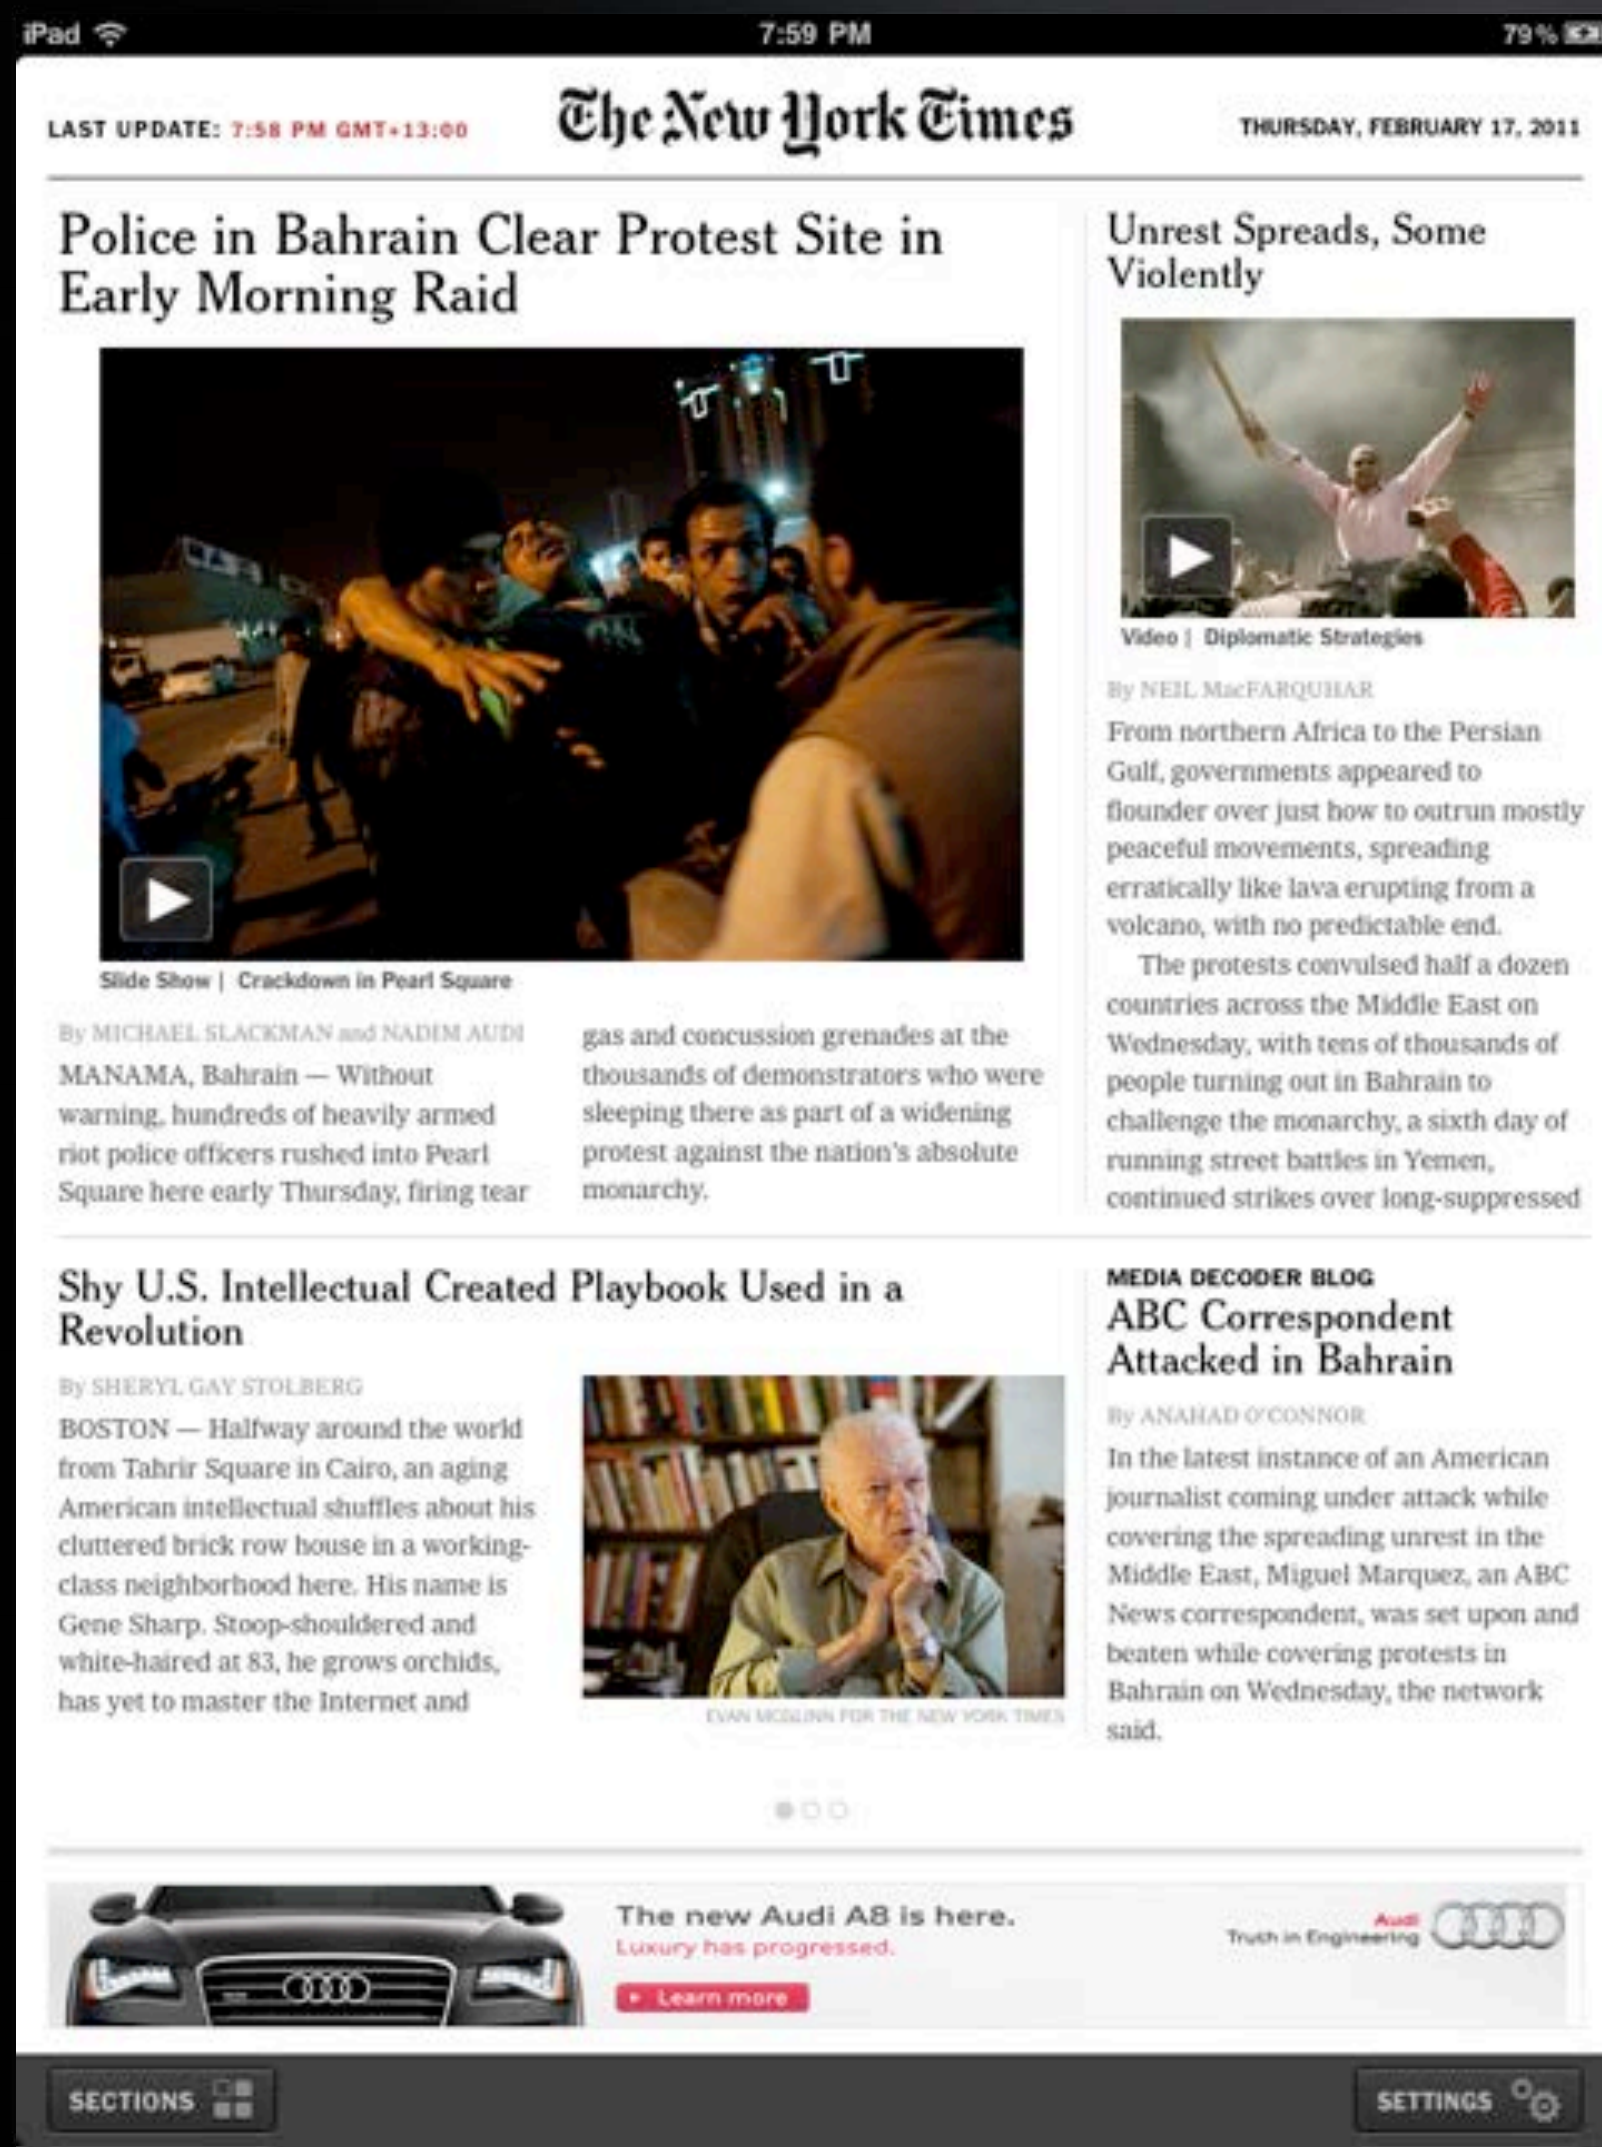 iPad
7:59 PM
79%
LAST UPDATE: 7:58 PM GMT+13:00
The New York Times
THURSDAY, FEBRUARY 17, 2011
Police in Bahrain Clear Protest Site in
Early Morning Raid
Slide Show | Crackdown in Pearl Square
By MICHAEL SLACKMAN and NADIM AUDI
MANAMA, Bahrain — Without
warning, hundreds of heavily armed
riot police officers rushed into Pearl
Square here early Thursday, firing tear
gas and concussion grenades at the
thousands of demonstrators who were
sleeping there as part of a widening
protest against the nation's absolute
monarchy.
Unrest Spreads, Some
Violently
Video | Diplomatic Strategies
By NEIL MacFARQUHAR
From northern Africa to the Persian
Gulf, governments appeared to
flounder over just how to outrun mostly
peaceful movements, spreading
erratically like lava erupting from a
volcano, with no predictable end.
The protests convulsed half a dozen
countries across the Middle East on
Wednesday, with tens of thousands of
people turning out in Bahrain to
challenge the monarchy, a sixth day of
running street battles in Yemen,
continued strikes over long-suppressed
Shy U.S. Intellectual Created Playbook Used in a
Revolution
By SHERYL GAY STOLBERG
BOSTON — Halfway around the world
from Tahrir Square in Cairo, an aging
American intellectual shuffles about his
cluttered brick row house in a working-
class neighborhood here. His name is
Gene Sharp. Stoop-shouldered and
white-haired at 83, he grows orchids,
has yet to master the Internet and
EVAN MCGLINN FOR THE NEW YORK TIMES
MEDIA DECODER BLOG
ABC Correspondent
Attacked in Bahrain
By ANAHAD O'CONNOR
In the latest instance of an American
journalist coming under attack while
covering the spreading unrest in the
Middle East, Miguel Marquez, an ABC
News correspondent, was set upon and
beaten while covering protests in
Bahrain on Wednesday, the network
said.
The new Audi A8 is here.
Luxury has progressed.
Learn more
Audi
Truth in Engineering
SECTIONS
SETTINGS